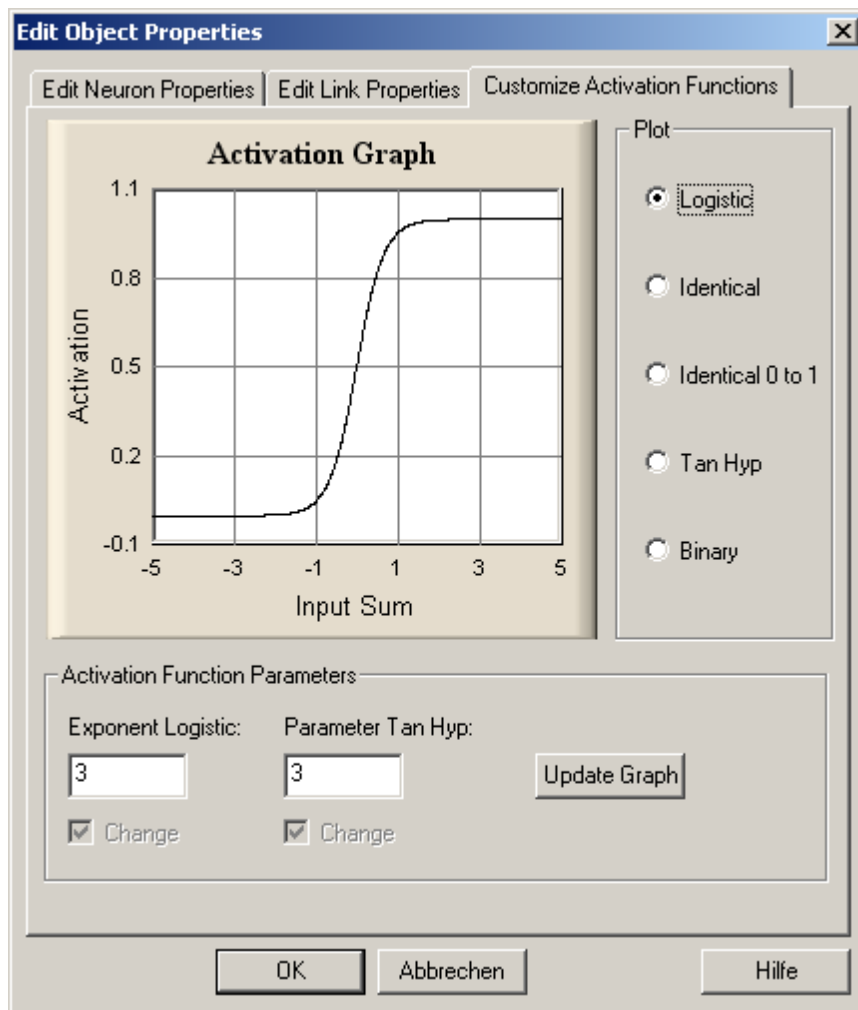 Edit Object Properties
Edit Neuron Properties
Edit Link Properties
Customize Activation Functions
Activation Graph
1.1
0.8
0.5
0.2
-0.1
Activation
-5 -3 -1 1 3 5
Input Sum
Plot
Logistic
Identical
Identical 0 to 1
Tan Hyp
Binary
Activation Function Parameters
Exponent Logistic: Parameter Tan Hyp:
3 3
Update Graph
Change Change
OK Abbrechen Hilfe